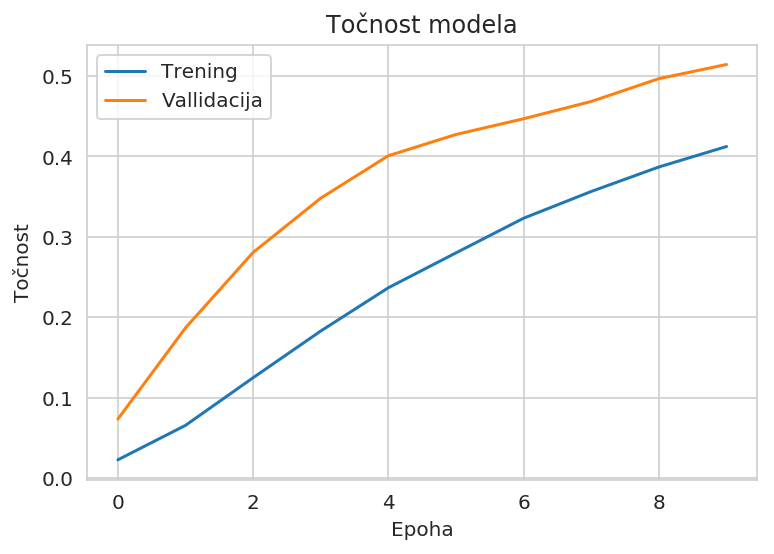 Točnost modela
Trening
Vallidacija
0.5
0.4
0.3
0.2
0.1
0.0
Točnost
0 2 4 6 8
Epoha